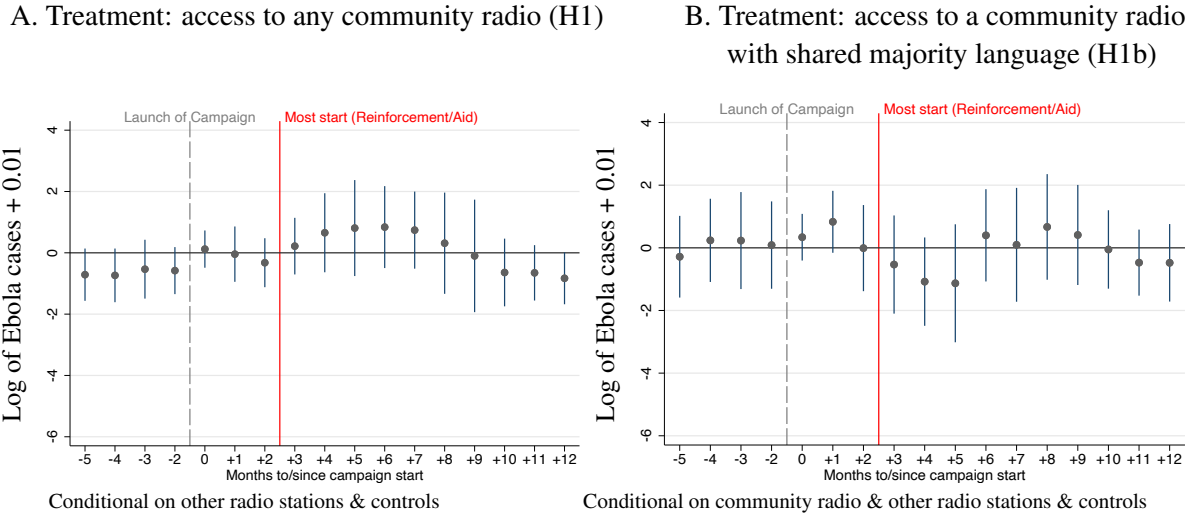 A. Treatment: access to any community radio (H1)
Launch of Campaign
Most start (Reinforcement/Aid)
Log of Ebola cases + 0.01
4
2
0
-2
-4
-6
-5 -4 -3 -2 0 +1 +2 +3 +4 +5 +6 +7 +8 +9 +10 +11 +12
Months to/since campaign start
Conditional on other radio stations & controls
B. Treatment: access to a community radio
with shared majority language (H1b)
Launch of Campaign
Most start (Reinforcement/Aid)
Log of Ebola cases + 0.01
4
2
0
-2
-4
-6
-5 -4 -3 -2 0 +1 +2 +3 +4 +5 +6 +7 +8 +9 +10 +11 +12
Months to/since campaign start
Conditional on community radio & other radio stations & controls